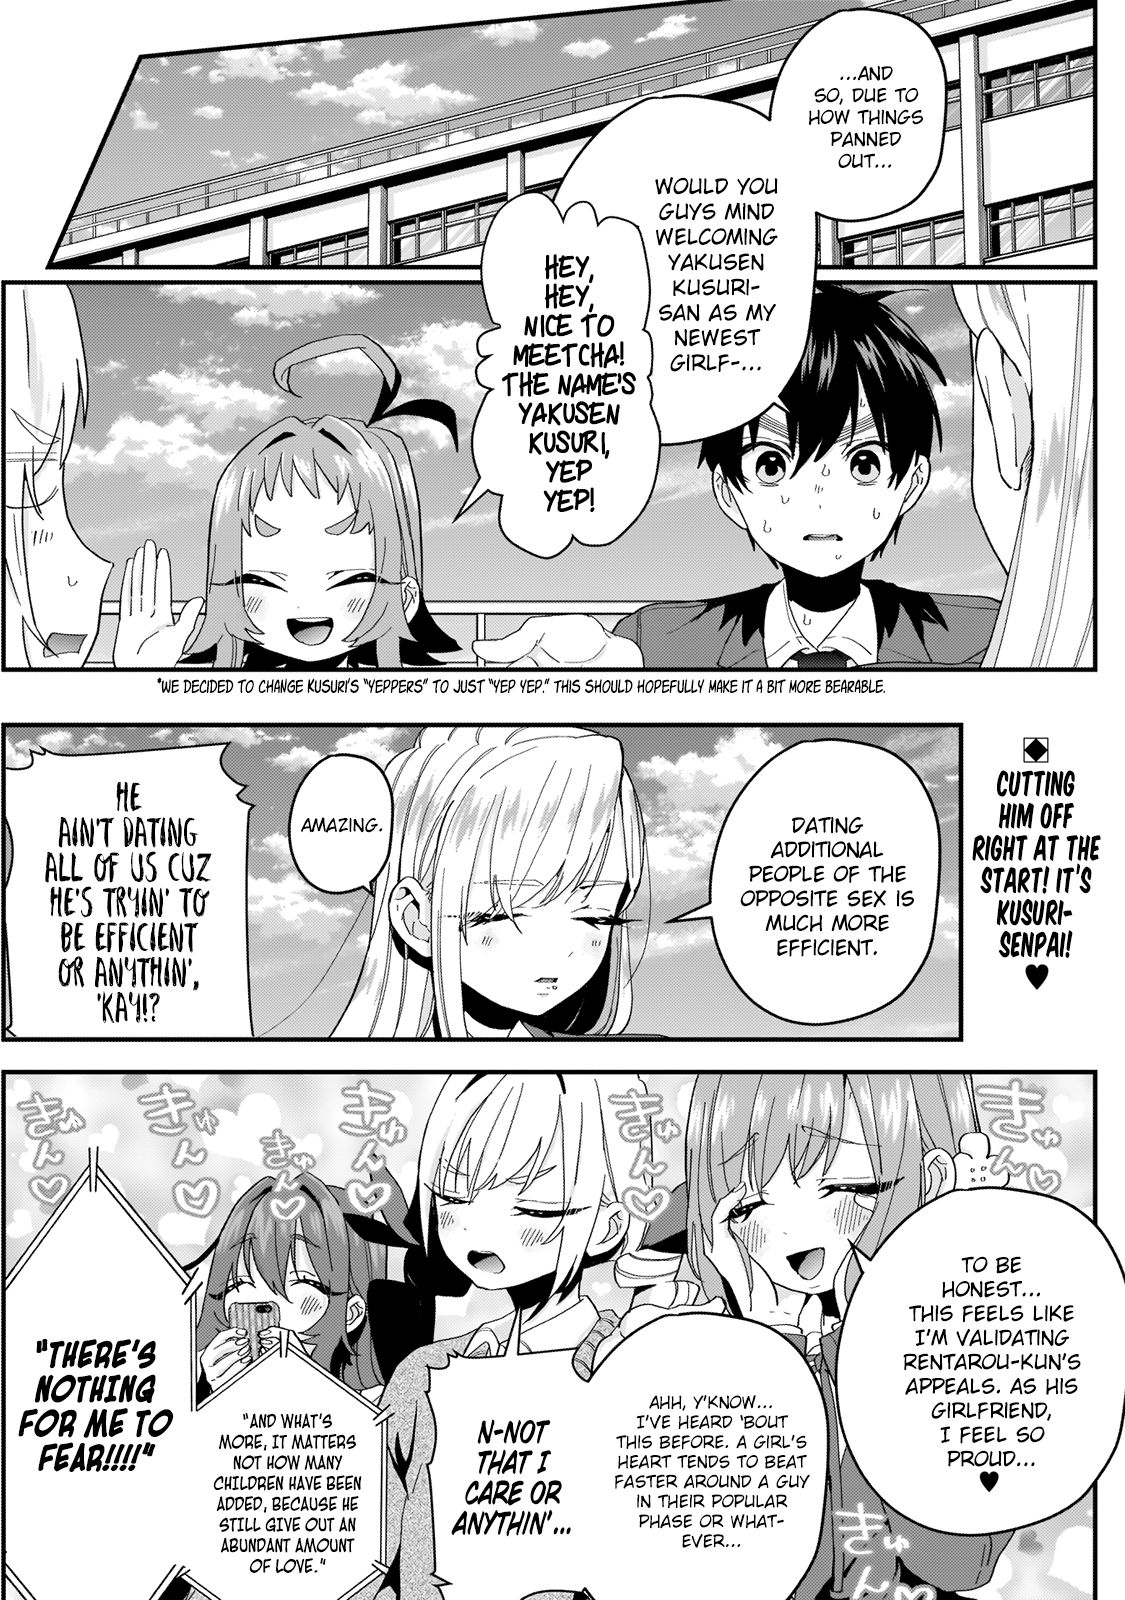 ...AND
SO, DUE TO
HOW THINGS
PANNED
OUT...
WOULD YOU
GUYS MIND
WELCOMING
YAKUSEN
KUSURI-
SAN AS MY
NEWEST
GIRLF-...
HEY,
HEY,
NICE TO
MEETCHA!
THE NAME'S
YAKUSEN
KUSURI,
YEP
YEP!
*WE DECIDED TO CHANGE KUSURI'S "YEPPERS" TO JUST "YEP YEP." THIS SHOULD HOPEFULLY MAKE IT A BIT MORE BEARABLE.
CUTTING
HIM OFF
RIGHT AT THE
START! IT'S
KUSURI-
SENPAI!
♥
DATING
ADDITIONAL
PEOPLE OF THE
OPPOSITE SEX IS
MUCH MORE
EFFICIENT.
AMAZING.
HE
AIN'T DATING
ALL OF US CUZ
HE'S TRYIN' TO
BE EFFICIENT
OR ANYTHIN',
'KAY!?
TO BE
HONEST...
THIS FEELS LIKE
I'M VALIDATING
RENTAROU-KUN'S
APPEALS. AS HIS
GIRLFRIEND,
I FEEL SO
PROUD...
♥
きゅん♡
きゅん♡
AHH, Y'KNOW...
I'VE HEARD 'BOUT
THIS BEFORE. A GIRL'S
HEART TENDS TO BEAT
FASTER AROUND A GUY
IN THEIR POPULAR
PHASE OR WHAT-
EVER...
きゅん♡
N-NOT
THAT I
CARE OR
ANYTHIN'...
きゅん♡
"AND WHAT'S
MORE, IT MATTERS
NOT HOW MANY
CHILDREN HAVE BEEN
ADDED, BECAUSE HE
STILL GIVE OUT AN
ABUNDANT AMOUNT
OF LOVE."
きゅん♡
きゅん♡
"THERE'S
NOTHING
FOR ME TO
FEAR!!!!"